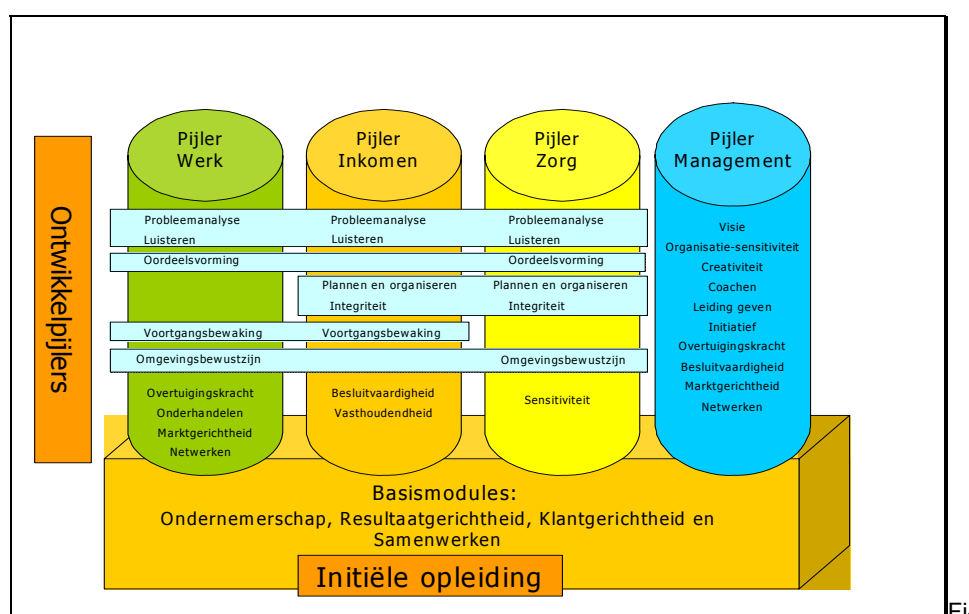 Ontwikkelpijlers
Pijler
Werk
Pijler
Inkomen
Pijler
Zorg
Pijler
Management
Probleemanalyse Probleemanalyse Probleemanalyse
Luisteren Luisteren Luisteren
Oordeelsvorming Oordeelsvorming
Plannen en organiseren Plannen en organiseren
Integriteit Integriteit
Voortgangsbewaking Voortgangsbewaking
Omgevingsbewustzijn Omgevingsbewustzijn
Overtuigingskracht
Onderhandelen
Marktgerichtheid
Netwerken
Besluitvaardigheid
Vasthoudendheid
Sensitiviteit
Visie
Organisatie-sensitiviteit
Creativiteit
Coachen
Leiding geven
Initiatief
Overtuigingskracht
Besluitvaardigheid
Marktgerichtheid
Netwerken
Basismodules:
Ondernemerschap, Resultaatgerichtheid, Klantgerichtheid en
Samenwerken
Initiële opleiding